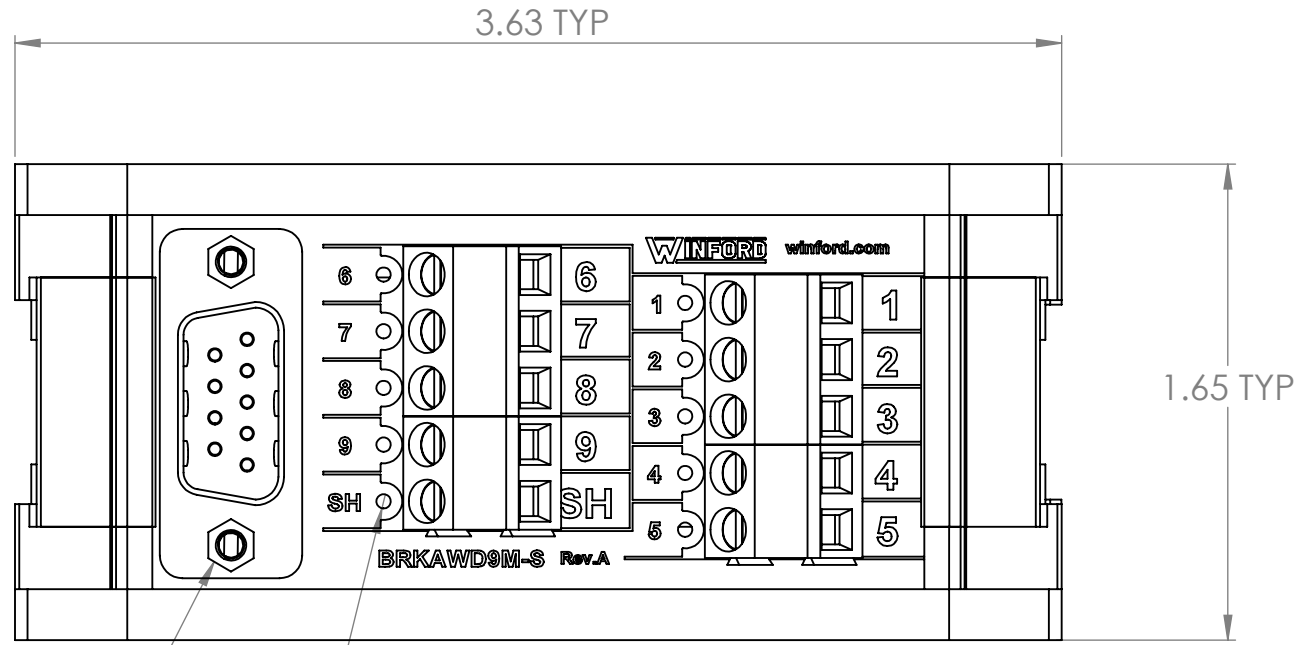 3.63 TYP
WINFORD winford.com
6 6
7 7
8 8
9 9
SH SH
1 1
2 2
3 3
4 4
5 5
1.65 TYP
BRKAWD9M-S Rev.A